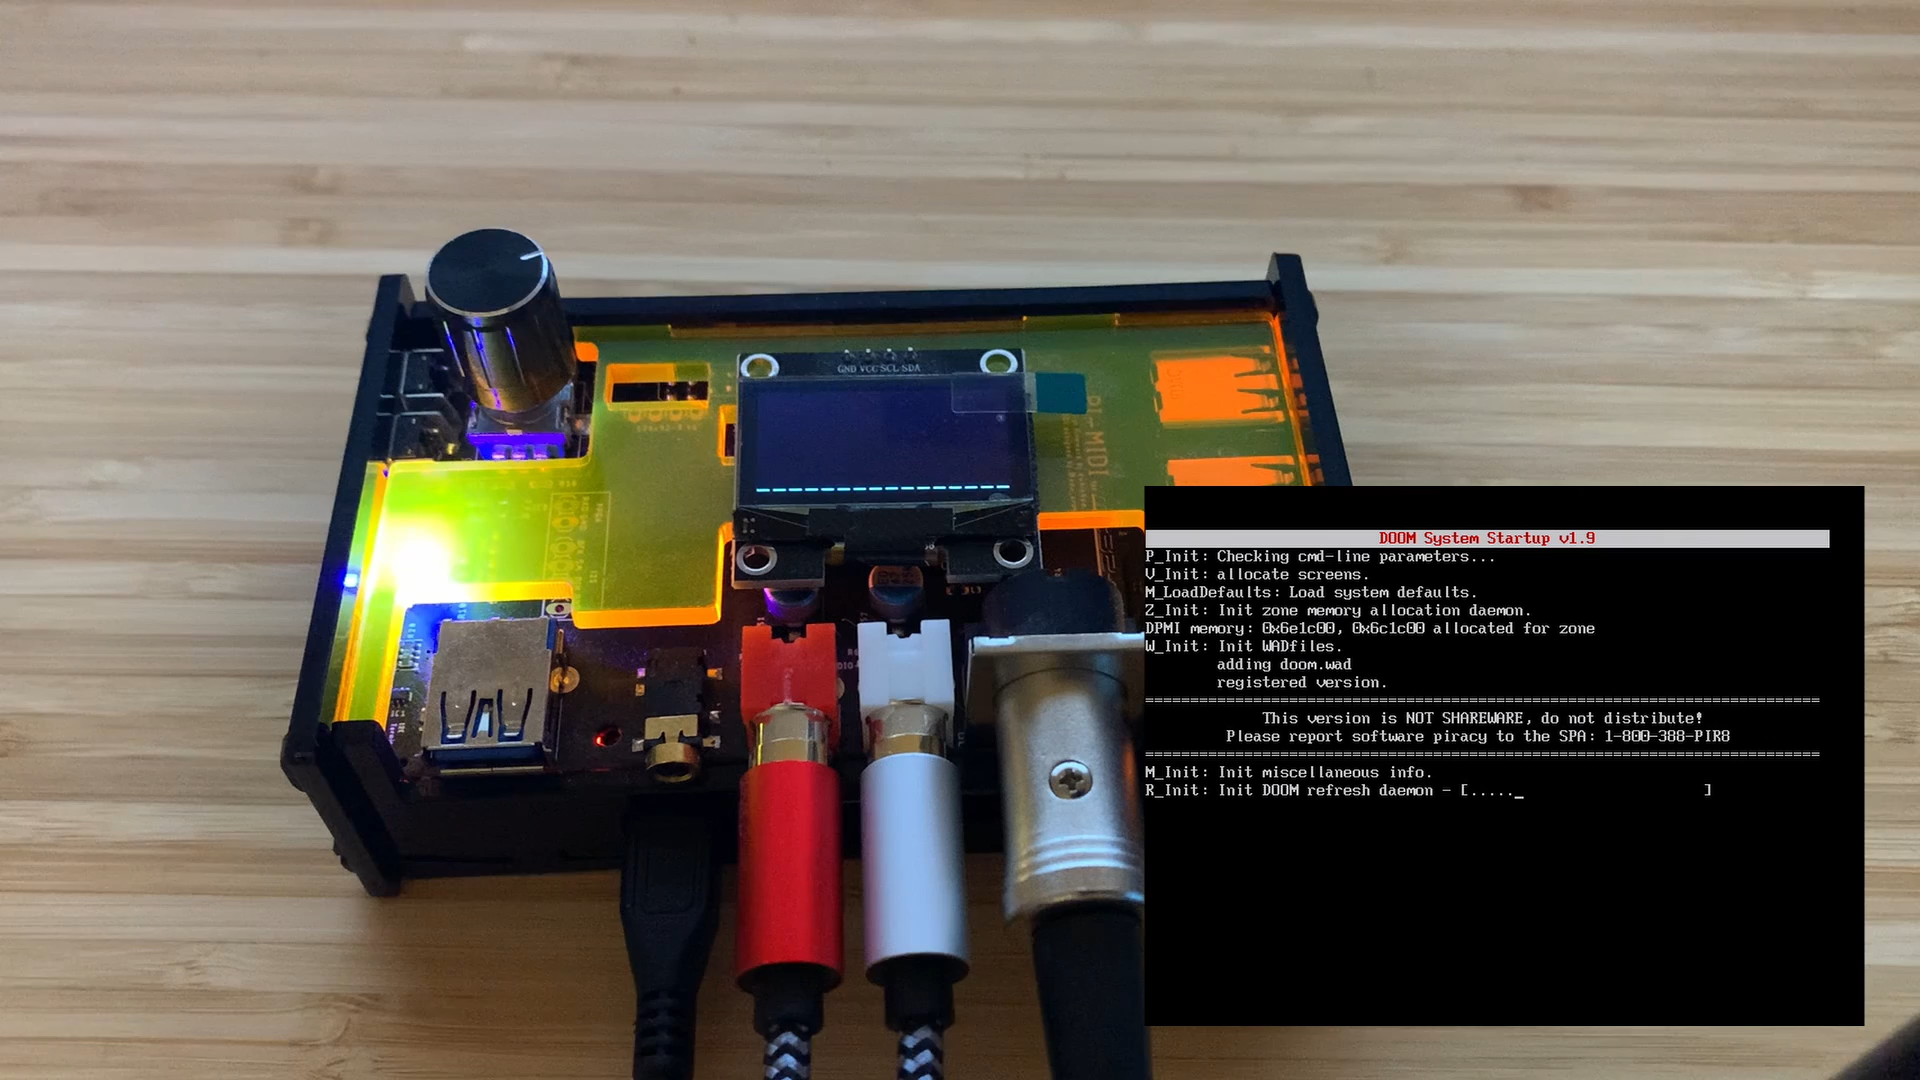 GND VCC SCL SDA
PI-MIDI
DOOM System Startup v1.9
P_Init: Checking cmd-line parameters...
V_Init: allocate screens.
M_LoadDefaults: Load system defaults.
Z_Init: Init zone memory allocation daemon.
DPMI memory: 0x6e1c00, 0x6c1c00 allocated for zone
W_Init: Init WADfiles.
adding doom.wad
registered version.
===========================================================================
This version is NOT SHAREWARE, do not distribute!
Please report software piracy to the SPA: 1-800-388-PIR8
===========================================================================
M_Init: Init miscellaneous info.
R_Init: Init DOOM refresh daemon - [....._ ]